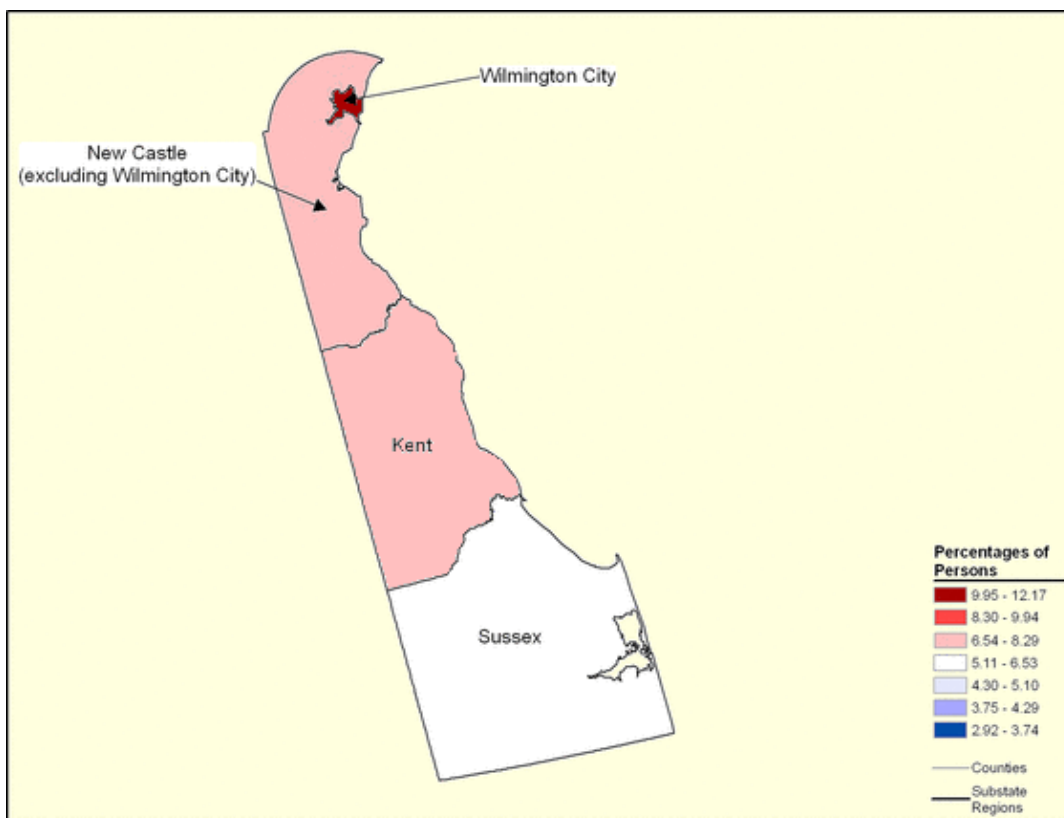 Wilmington City
New Castle
(excluding Wilmington City)
Kent
Sussex
Percentages of
Persons
9.95 - 12.17
8.30 - 9.94
6.54 - 8.29
5.11 - 6.53
4.30 - 5.10
3.75 - 4.29
2.92 - 3.74
Counties
Substate
Regions